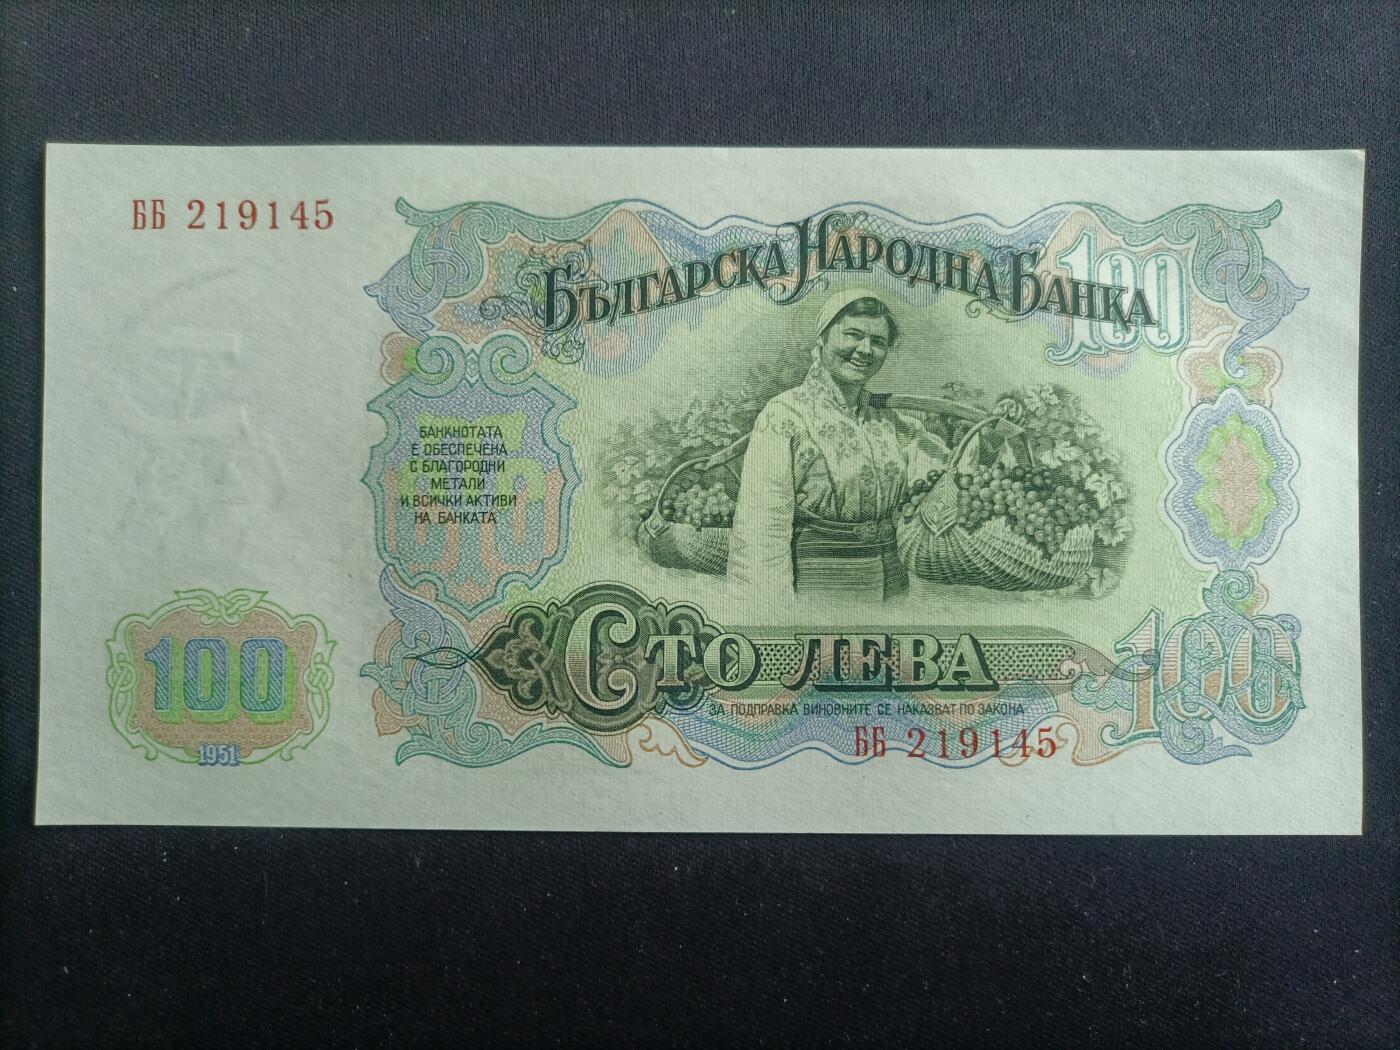 ББ 219145
БЪЛГАРСКА НАРОДНА БАНКА
100
БАНКНОТАТА
Е ОБЕСПЕЧЕНА
С БЛАГОРОДНИ
МЕТАЛИ
И ВСИЧКИ АКТИВИ
НА БАНКАТА
100
1951
СТО ЛЕВА
100
ЗА ПОДПРАВКА ВИНОВНИТЕ СЕ НАКАЗВАТ ПО ЗАКОНА
ББ 219145